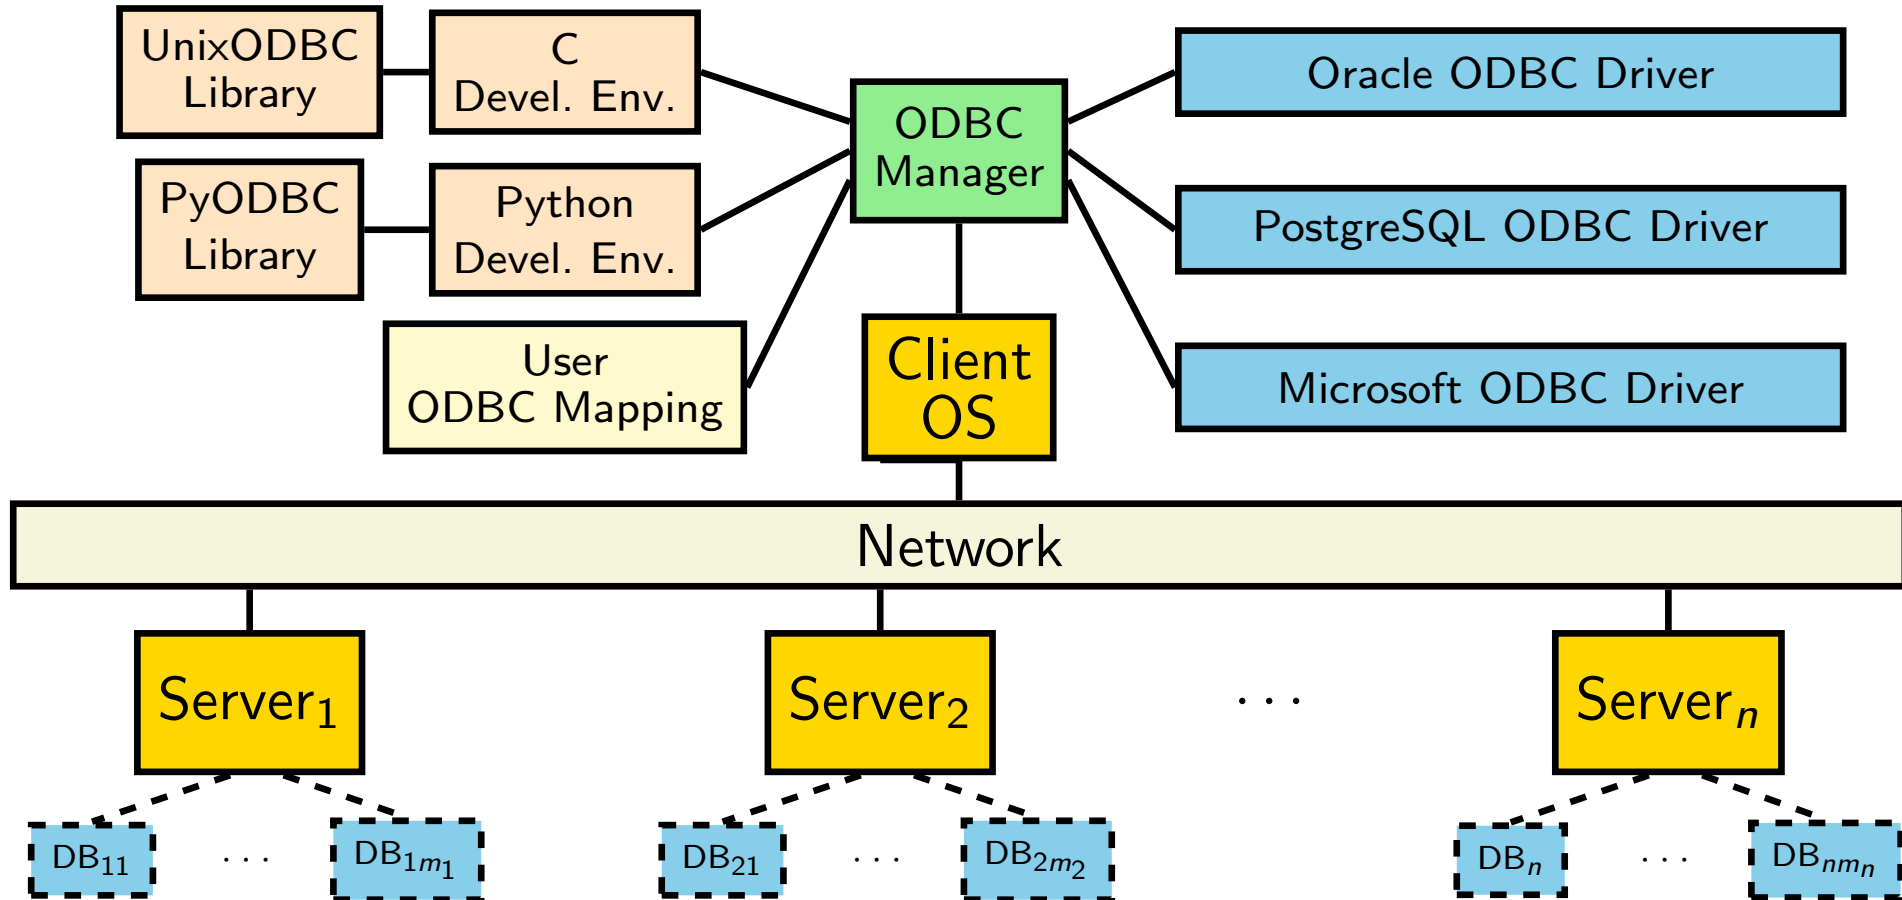 UnixODBC
Library
C
Devel. Env.
ODBC
Manager
Oracle ODBC Driver
PyODBC
Library
Python
Devel. Env.
PostgreSQL ODBC Driver
User
ODBC Mapping
Client
OS
Microsoft ODBC Driver
Network
Server₁
Server₂
· · ·
Serverₙ
DB₁₁
· · ·
DB₁ₘ₁
DB₂₁
· · ·
DB₂ₘ₂
DBₙ
· · ·
DBₙₘₙ